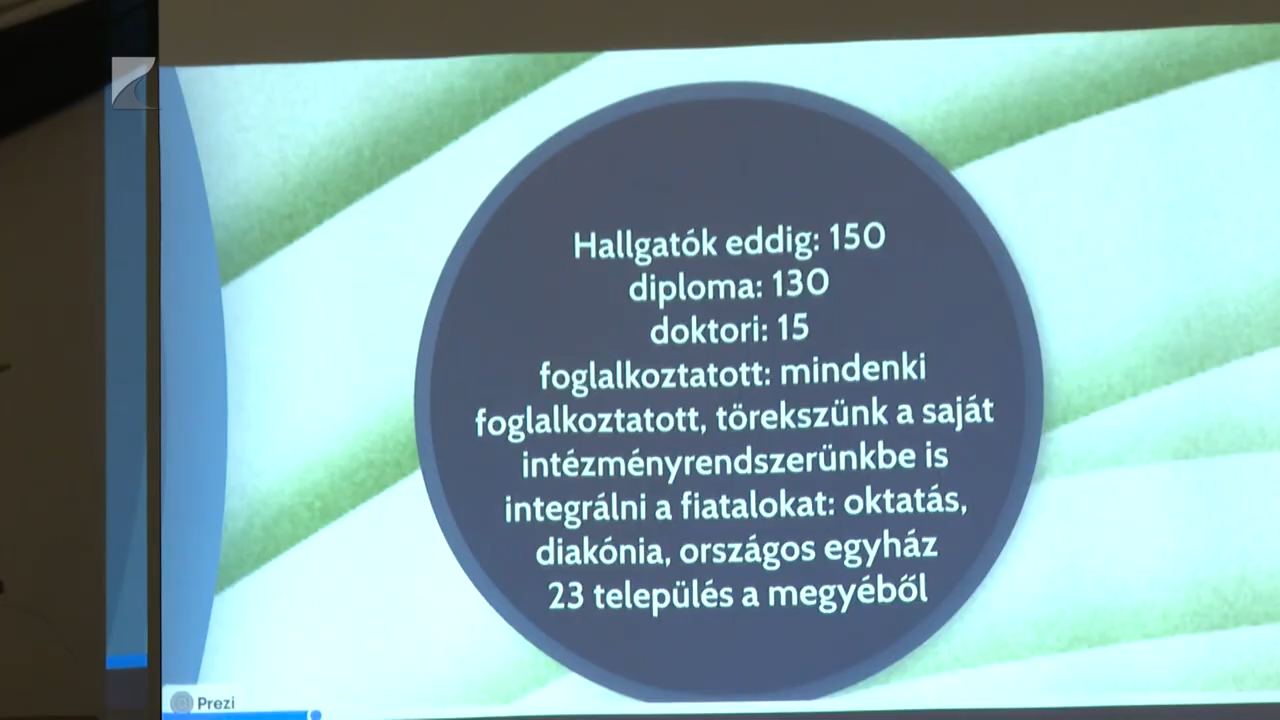 Hallgatók eddig: 150
diploma: 130
doktori: 15
foglalkoztatott: mindenki
foglalkoztatott, törekszünk a saját
intézményrendszerünkbe is
integrálni a fiatalokat: oktatás,
diakónia, országos egyház
23 település a megyéből
Prezi